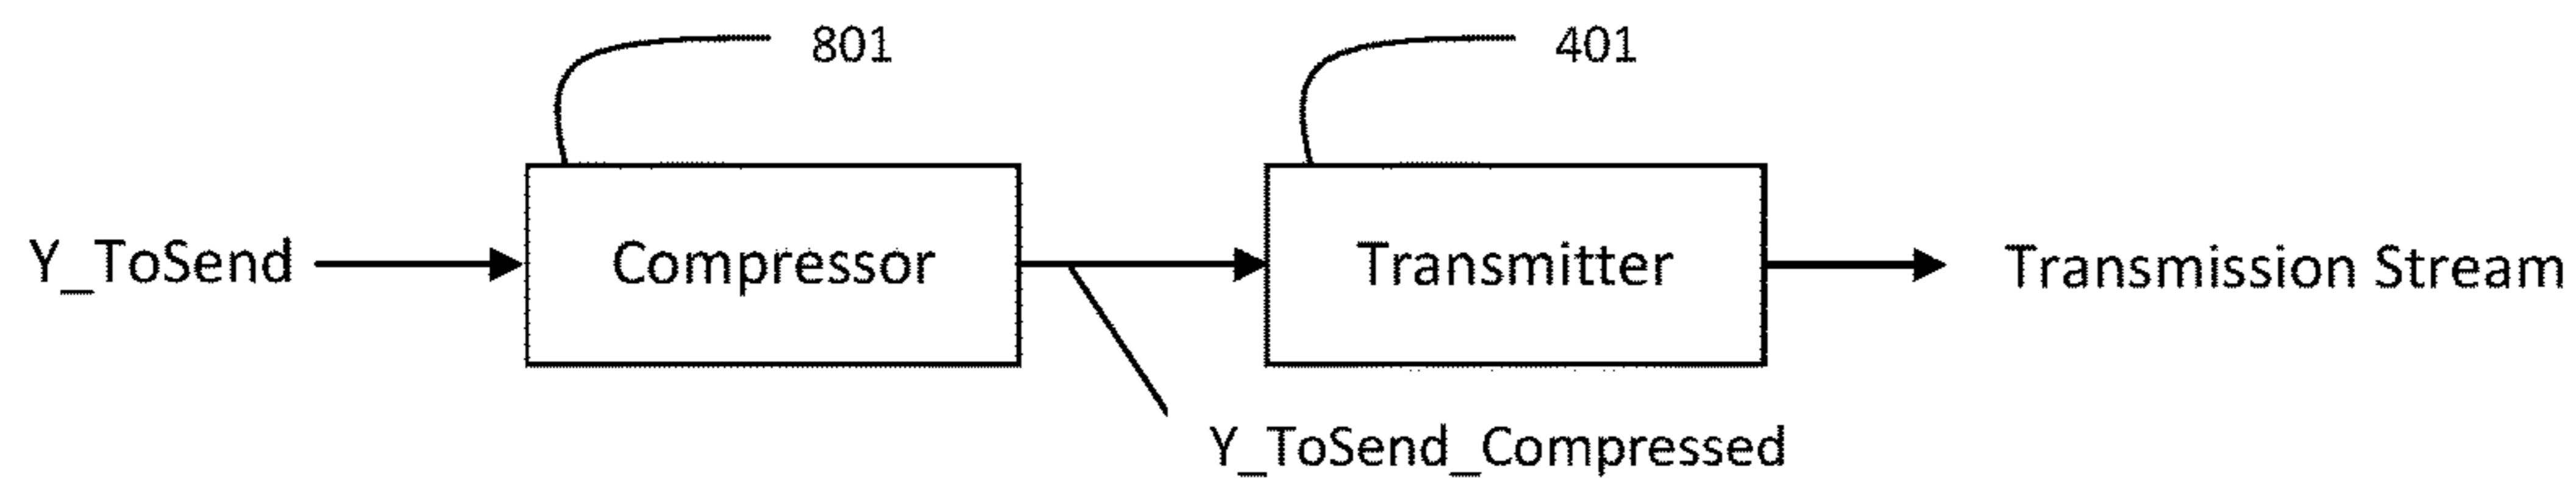 801
401
Y_ToSend
Compressor
Transmitter
Transmission Stream
Y_ToSend_Compressed